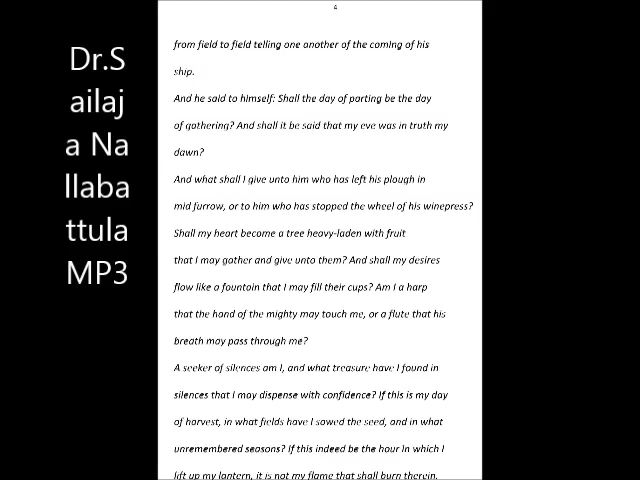 4
Dr.S
ailaj
a Na
llaba
ttula
MP3
from field to field telling one another of the coming of his
ship.
And he said to himself: Shall the day of parting be the day
of gathering? And shall it be said that my eve was in truth my
dawn?
And what shall I give unto him who has left his plough in
mid furrow, or to him who has stopped the wheel of his winepress?
Shall my heart become a tree heavy-laden with fruit
that I may gather and give unto them? And shall my desires
flow like a fountain that I may fill their cups? Am I a harp
that the hand of the mighty may touch me, or a flute that his
breath may pass through me?
A seeker of silences am I, and what treasure have I found in
silences that I may dispense with confidence? If this is my day
of harvest, in what fields have I sowed the seed, and in what
unremembered seasons? If this indeed be the hour in which I
lift up my lantern, it is not my flame that shall burn therein.